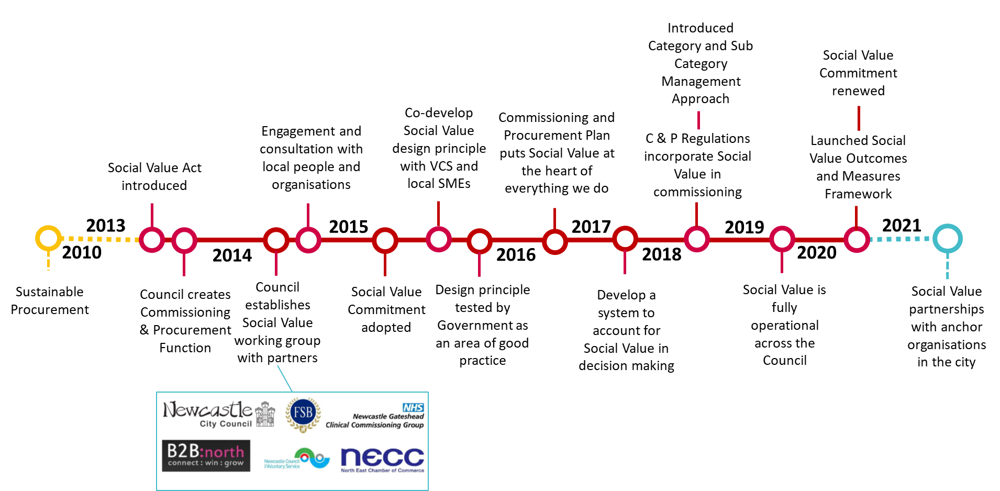 Introduced
Category and Sub
Category
Management
Approach
Social Value
Commitment
renewed
Social Value Act
introduced
Engagement and
consultation with
local people and
organisations
Co-develop
Social Value
design principle
with VCS and
local SMEs
Commissioning and
Procurement Plan
puts Social Value at
the heart of
everything we do
C & P Regulations
incorporate Social
Value in
commissioning
Launched Social
Value Outcomes
and Measures
Framework
2013
2010
2014
2015
2016
2017
2018
2019
2020
2021
Sustainable
Procurement
Council creates
Commissioning
& Procurement
Function
Council
establishes
Social Value
working group
with partners
Social Value
Commitment
adopted
Design principle
tested by
Government as
an area of good
practice
Develop a
system to
account for
Social Value in
decision making
Social Value is
fully
operational
across the
Council
Social Value
partnerships
with anchor
organisations
in the city
Newcastle
City Council
FSB
NHS
Newcastle Gateshead
Clinical Commissioning Group
B2B:north
connect : win : grow
Newcastle Council
for Voluntary Service
necc
North East Chamber of Commerce